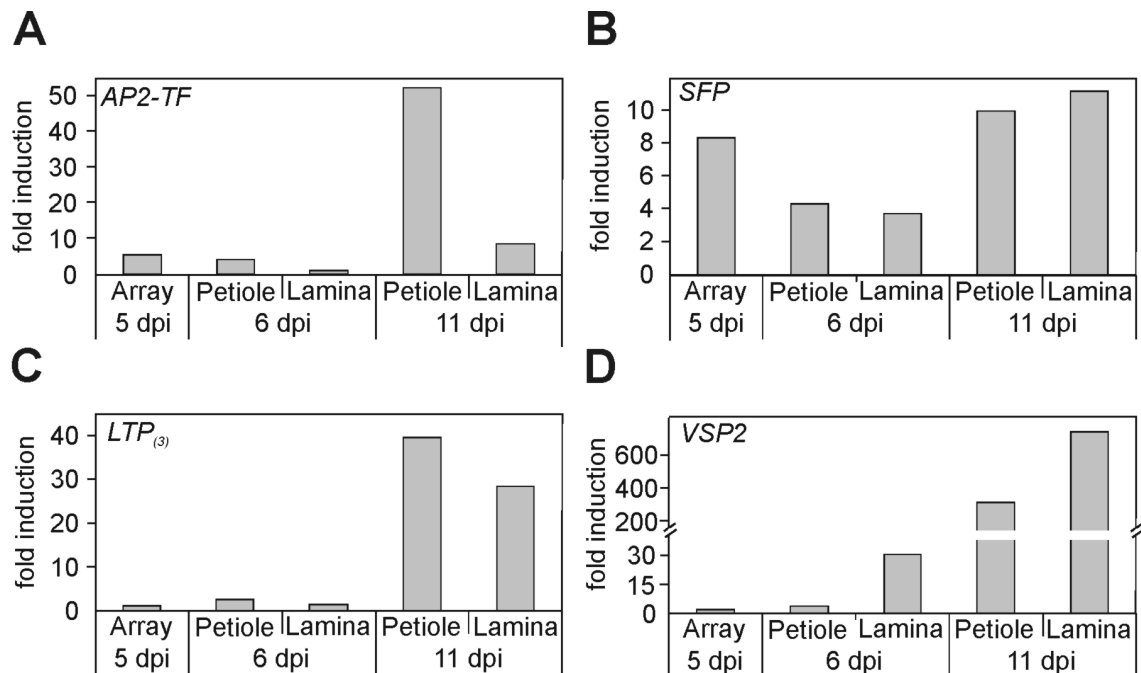 A
AP2-TF
fold induction
50
40
30
20
10
0
Array Petiole Lamina Petiole Lamina
5 dpi 6 dpi 11 dpi
B
SFP
fold induction
10
8
6
4
2
0
Array Petiole Lamina Petiole Lamina
5 dpi 6 dpi 11 dpi
C
LTP(3)
fold induction
40
30
20
10
0
Array Petiole Lamina Petiole Lamina
5 dpi 6 dpi 11 dpi
D
VSP2
fold induction
600
400
200
30
15
0
Array Petiole Lamina Petiole Lamina
5 dpi 6 dpi 11 dpi